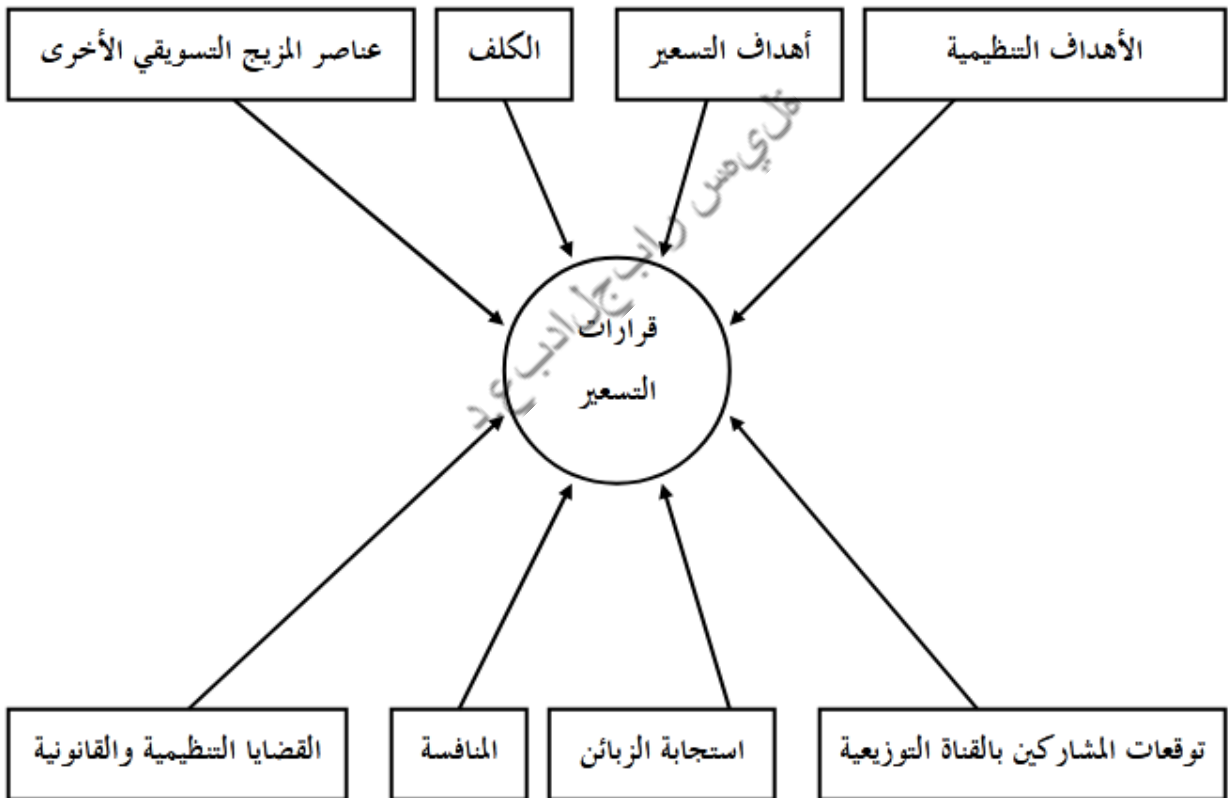 الأهداف التنظيمية
أهداف التسعير
الكلف
عناصر المزيج التسويقي الأخرى
قرارات
التسعير
توقعات المشاركين بالقناة التوزيعية
استجابة الزبائن
المنافسة
القضايا التنظيمية والقانونية